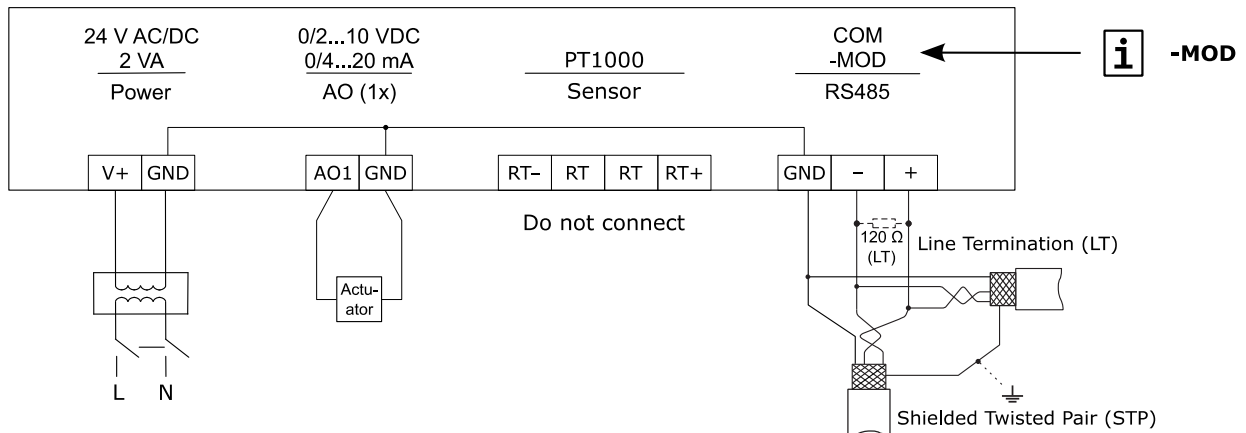 24 V AC/DC
2 VA
Power
0/2...10 VDC
0/4...20 mA
AO (1x)
PT1000
Sensor
COM
-MOD
RS485
i -MOD
V+ GND
AO1 GND
RT– RT RT RT+
GND – +
Do not connect
120 Ω
(LT)
Line Termination (LT)
Actu-
ator
L N
Shielded Twisted Pair (STP)